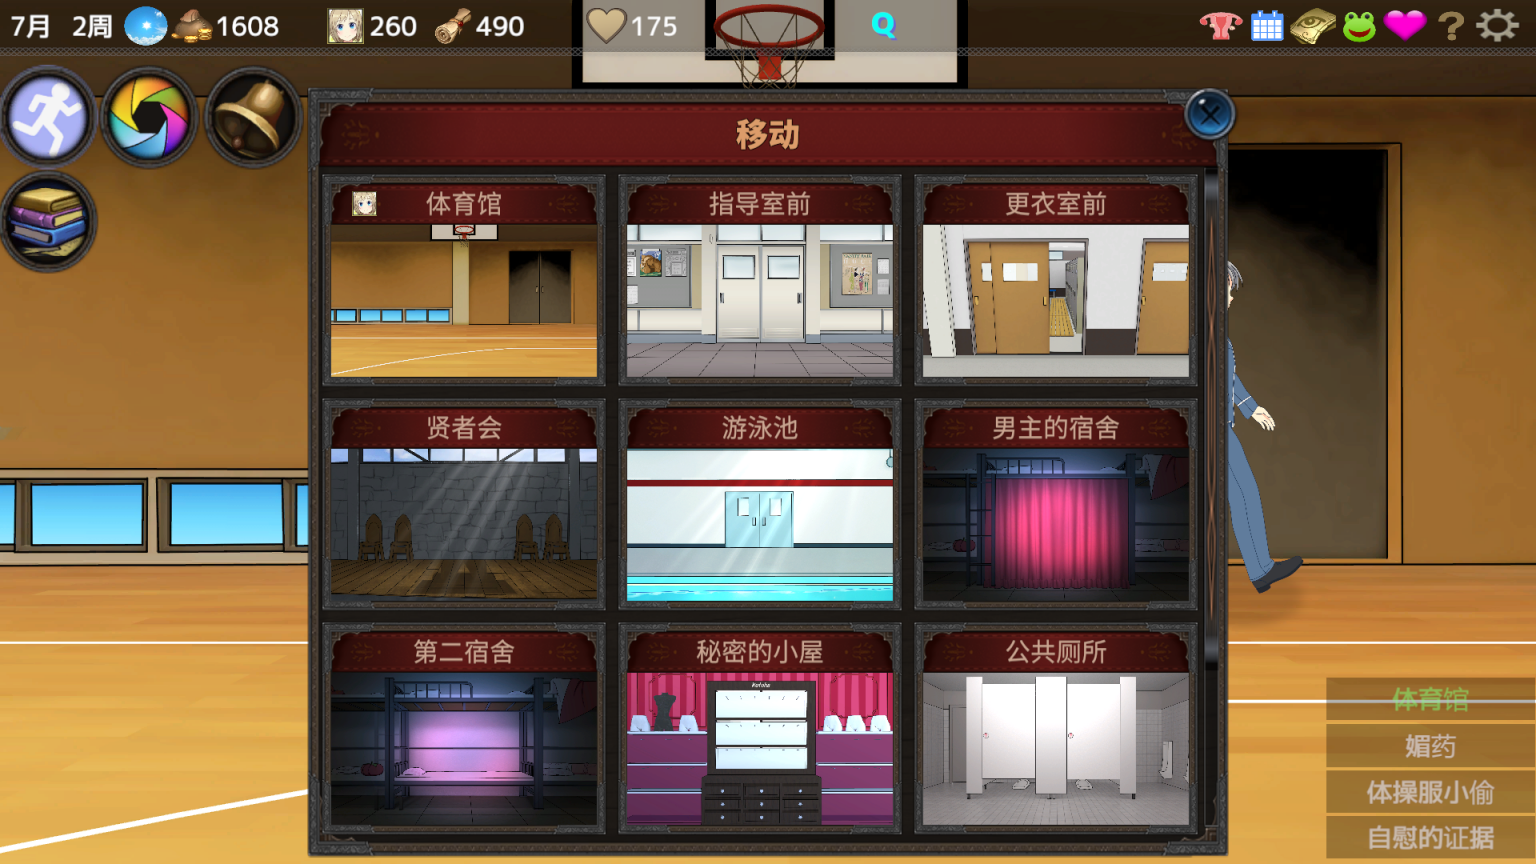 7月 2周 1608 260 490 175 Q
移动
体育馆 指导室前 更衣室前
贤者会 游泳池 男主的宿舍
第二宿舍 秘密的小屋 公共厕所
体育馆
媚药
体操服小偷
自慰的证据